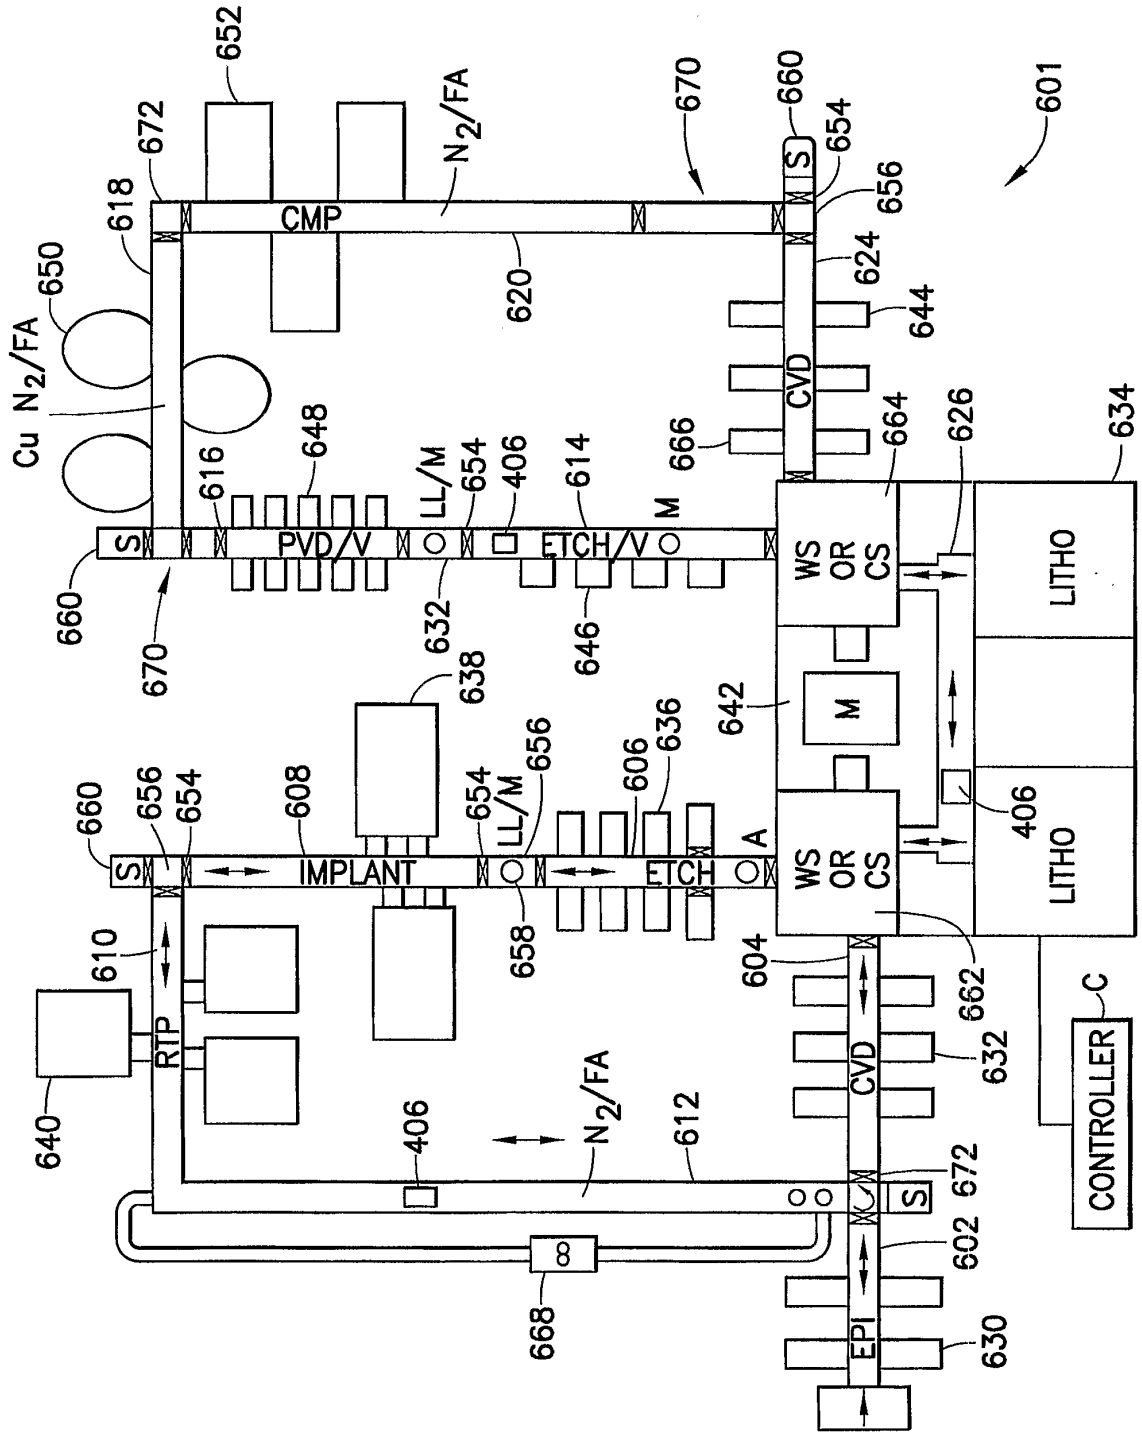 Cu N2/FA
640
650
660
660
610
S
S
618
670
656
672
RTP
654
616
652
608
CMP
PVD/V
648
IMPLANT
406
LL/M
632
N2/FA
638
654
654
LL/M
658
656
406
620
668
8
ETCH/V
614
646
N2/FA
606
M
636
ETCH
612
666
670
642
604
A
CVD
S
660
WS
OR
CS
WS
OR
CS
M
654
CVD
EPI
656
624
664
S
644
672
662
626
602
632
630
406
LITHO
LITHO
601
CONTROLLER
C
634